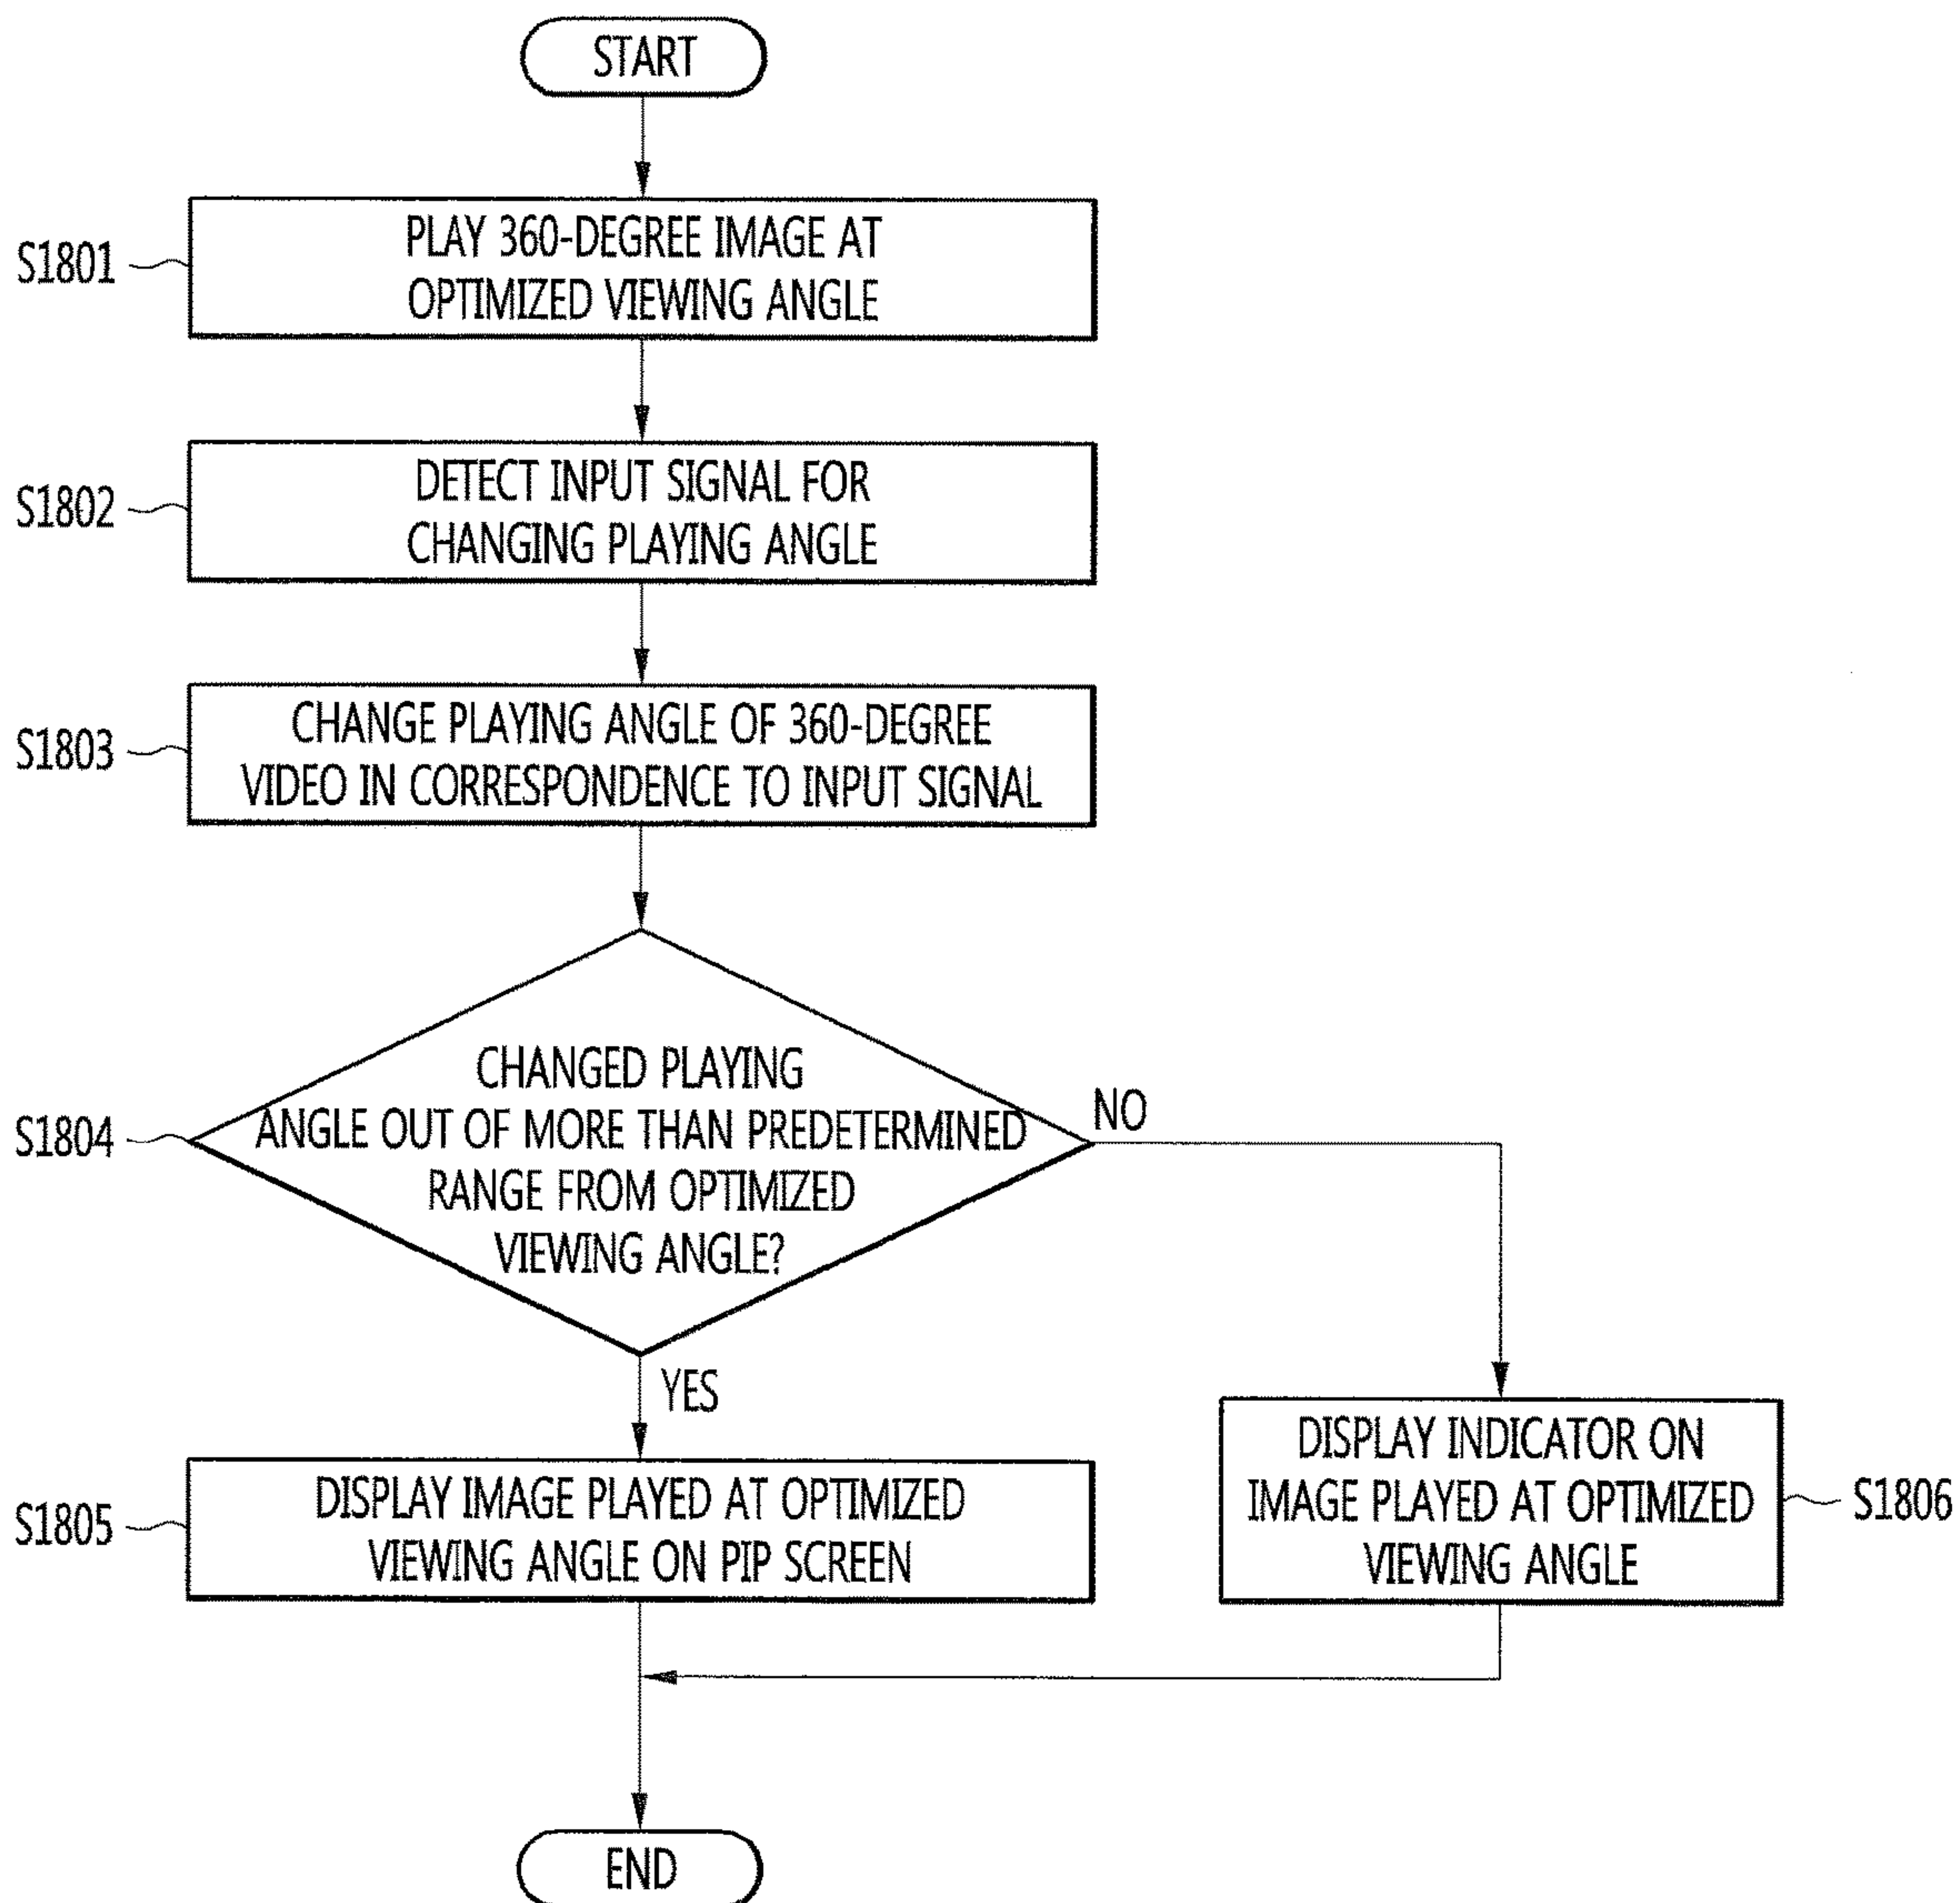 START
S1801
PLAY 360-DEGREE IMAGE AT
OPTIMIZED VIEWING ANGLE
S1802
DETECT INPUT SIGNAL FOR
CHANGING PLAYING ANGLE
S1803
CHANGE PLAYING ANGLE OF 360-DEGREE
VIDEO IN CORRESPONDENCE TO INPUT SIGNAL
S1804
CHANGED PLAYING
ANGLE OUT OF MORE THAN PREDETERMINED
RANGE FROM OPTIMIZED
VIEWING ANGLE?
NO
YES
S1805
DISPLAY IMAGE PLAYED AT OPTIMIZED
VIEWING ANGLE ON PIP SCREEN
DISPLAY INDICATOR ON
IMAGE PLAYED AT OPTIMIZED
VIEWING ANGLE
S1806
END